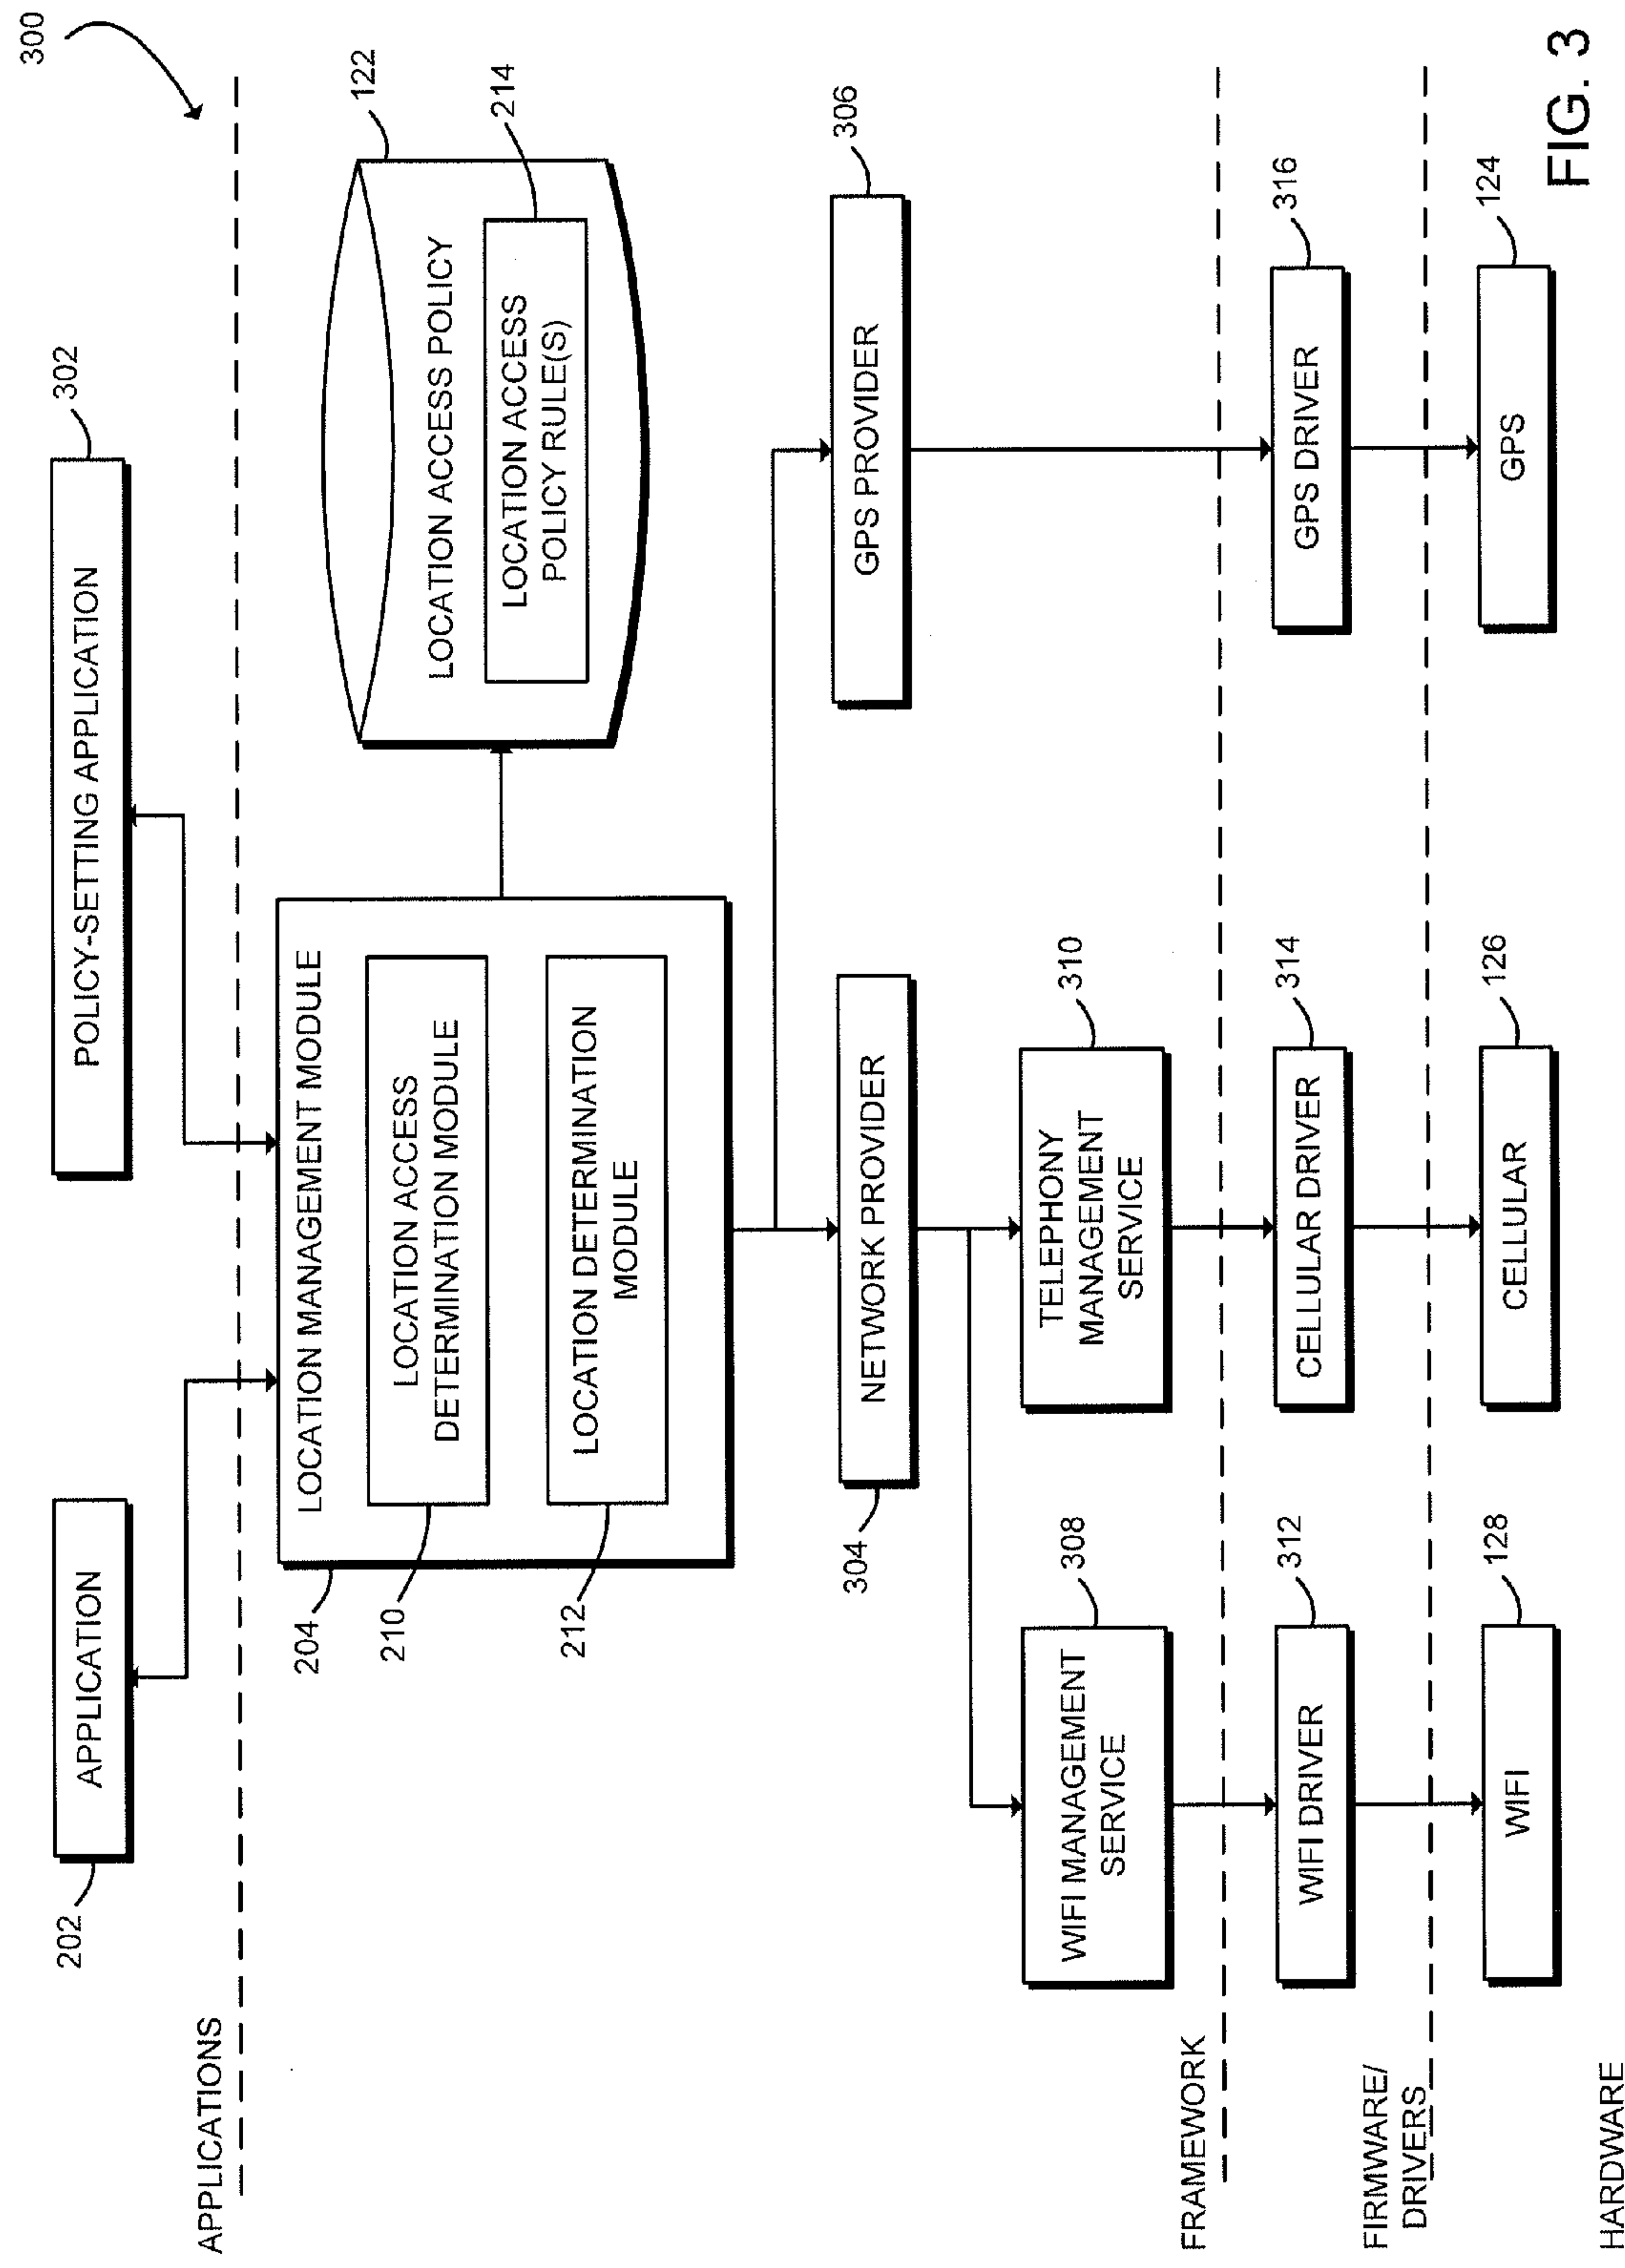 300
302
POLICY-SETTING APPLICATION
APPLICATION
202
APPLICATIONS
LOCATION MANAGEMENT MODULE
204
LOCATION ACCESS
DETERMINATION MODULE
210
LOCATION DETERMINATION
MODULE
212
122
LOCATION ACCESS POLICY
214
LOCATION ACCESS
POLICY RULE(S)
NETWORK PROVIDER
304
GPS PROVIDER
306
WIFI MANAGEMENT
SERVICE
308
TELEPHONY
MANAGEMENT
SERVICE
310
FRAMEWORK
WIFI DRIVER
312
CELLULAR DRIVER
314
GPS DRIVER
316
FIRMWARE/
DRIVERS
WIFI
128
CELLULAR
126
GPS
124
HARDWARE
FIG. 3